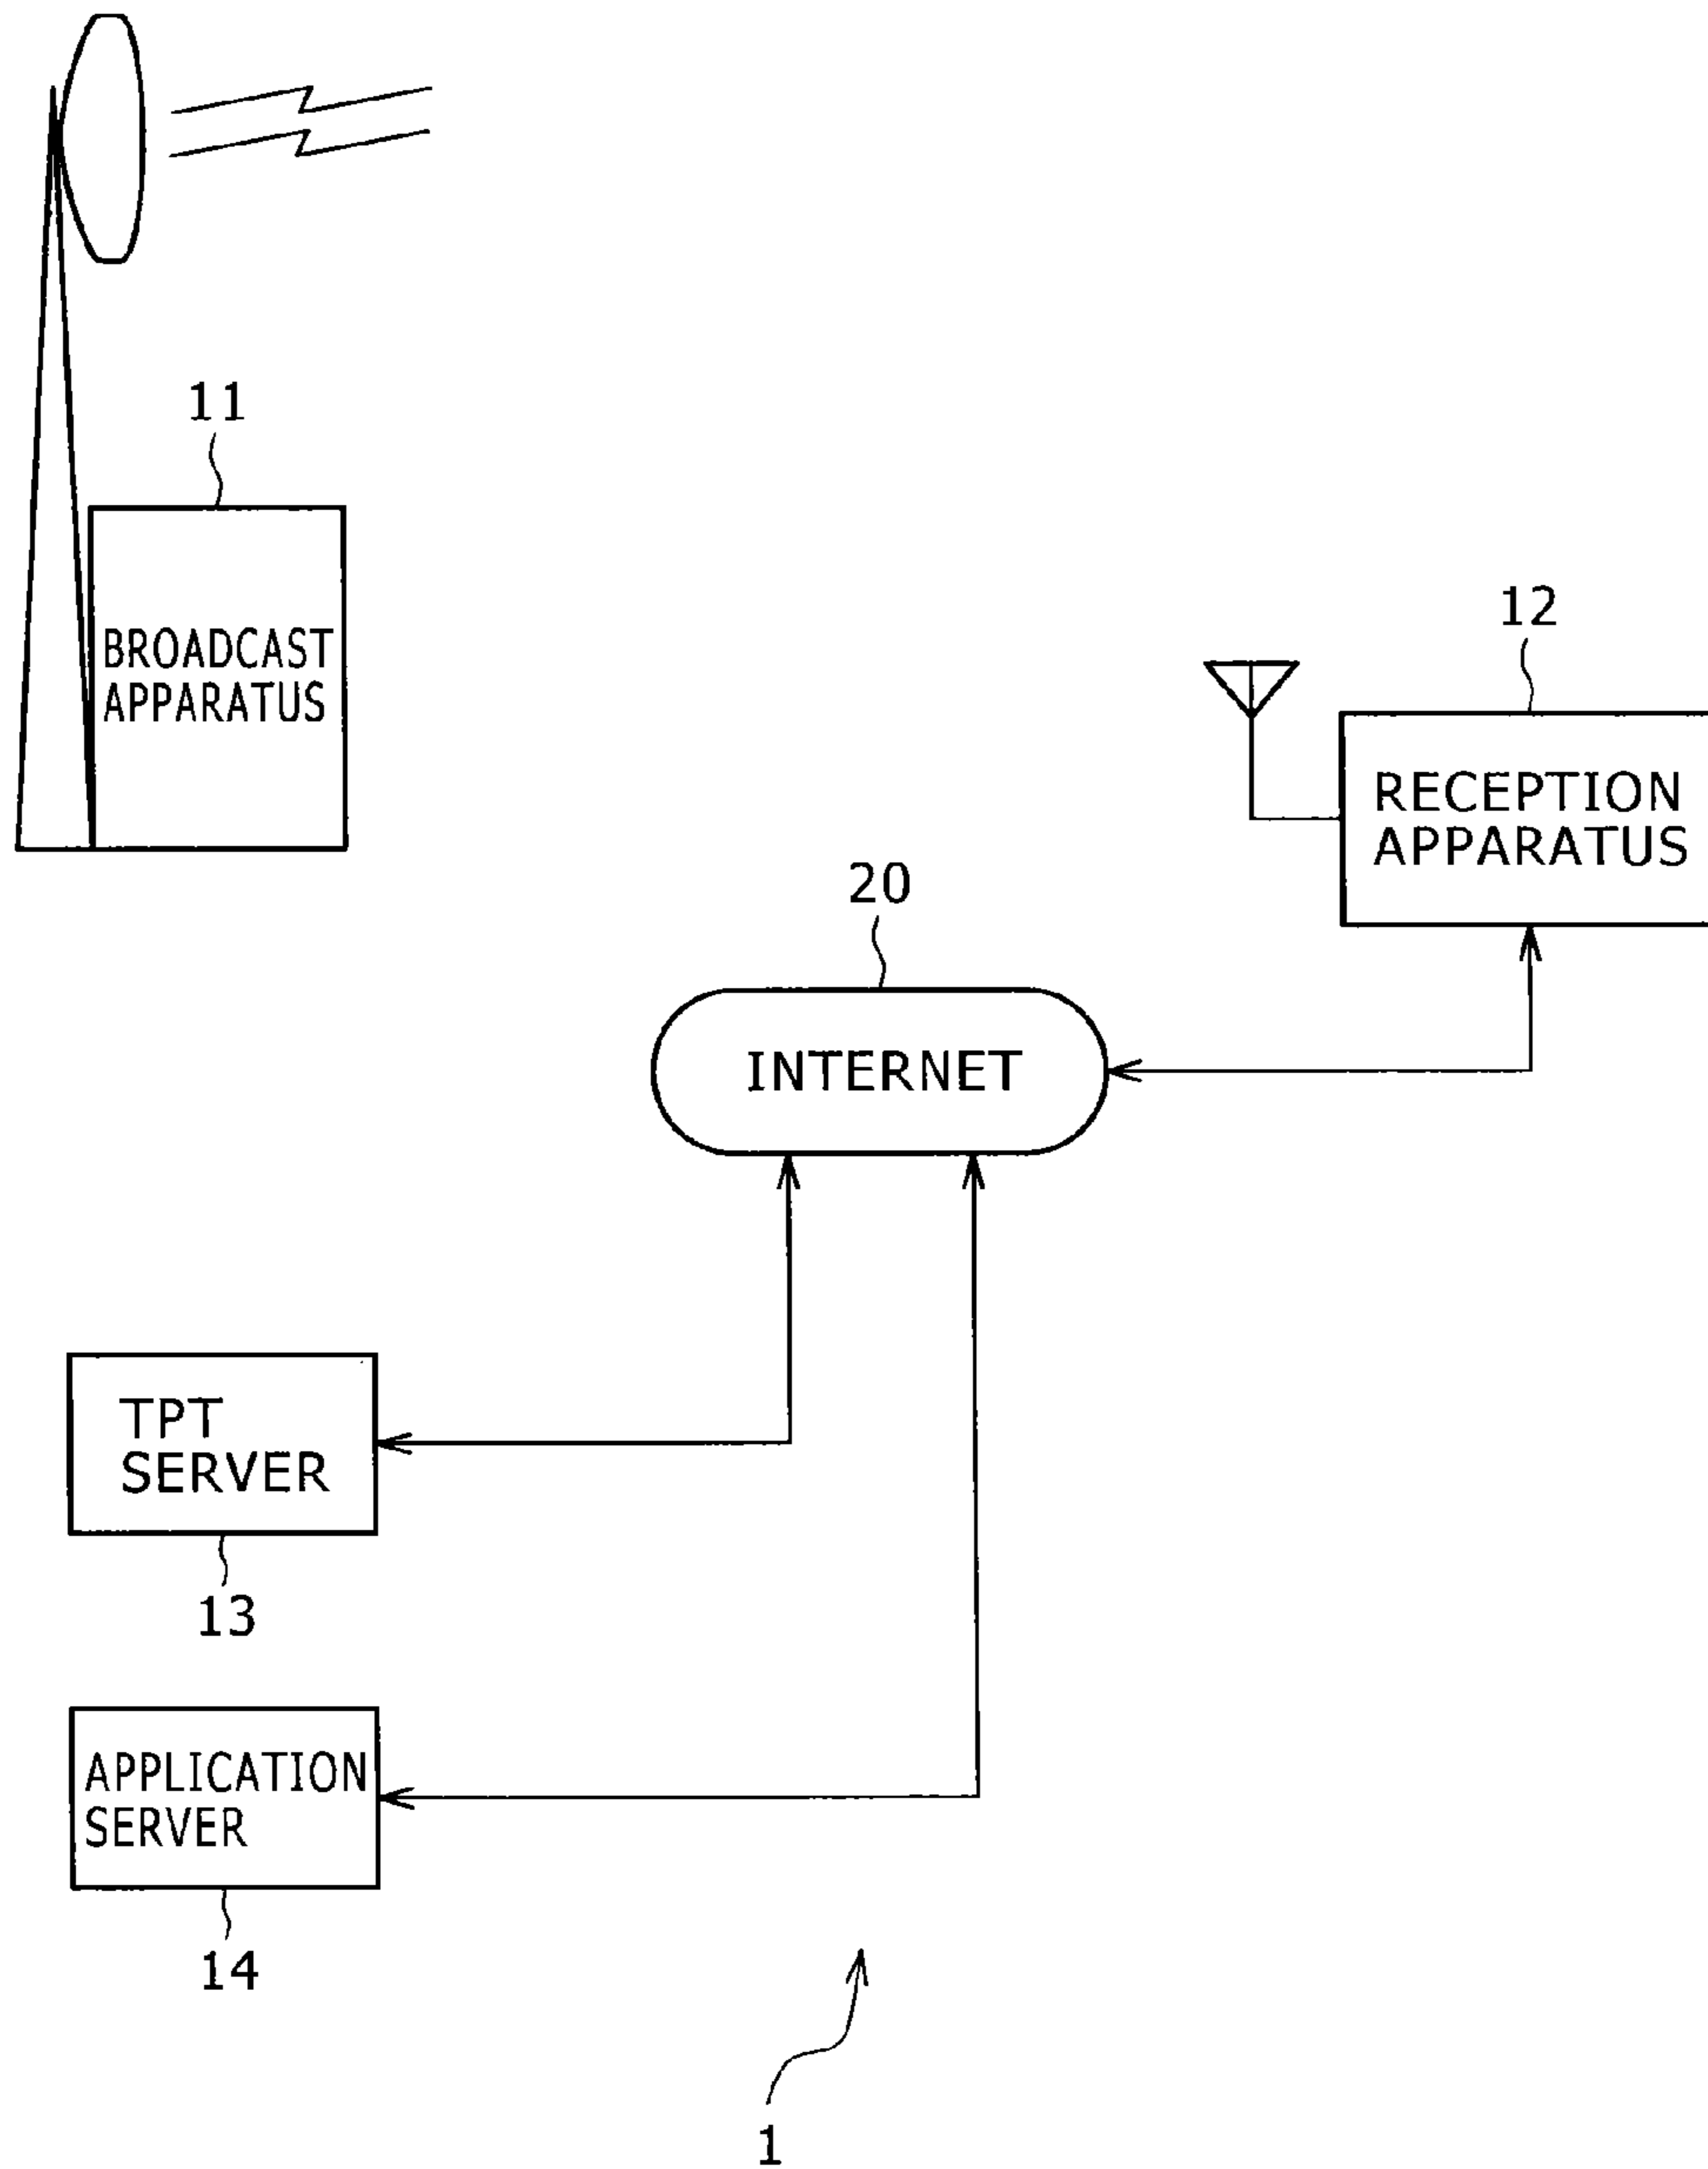 11
BROADCAST
APPARATUS
12
RECEPTION
APPARATUS
20
INTERNET
TPT
SERVER
13
APPLICATION
SERVER
14
1